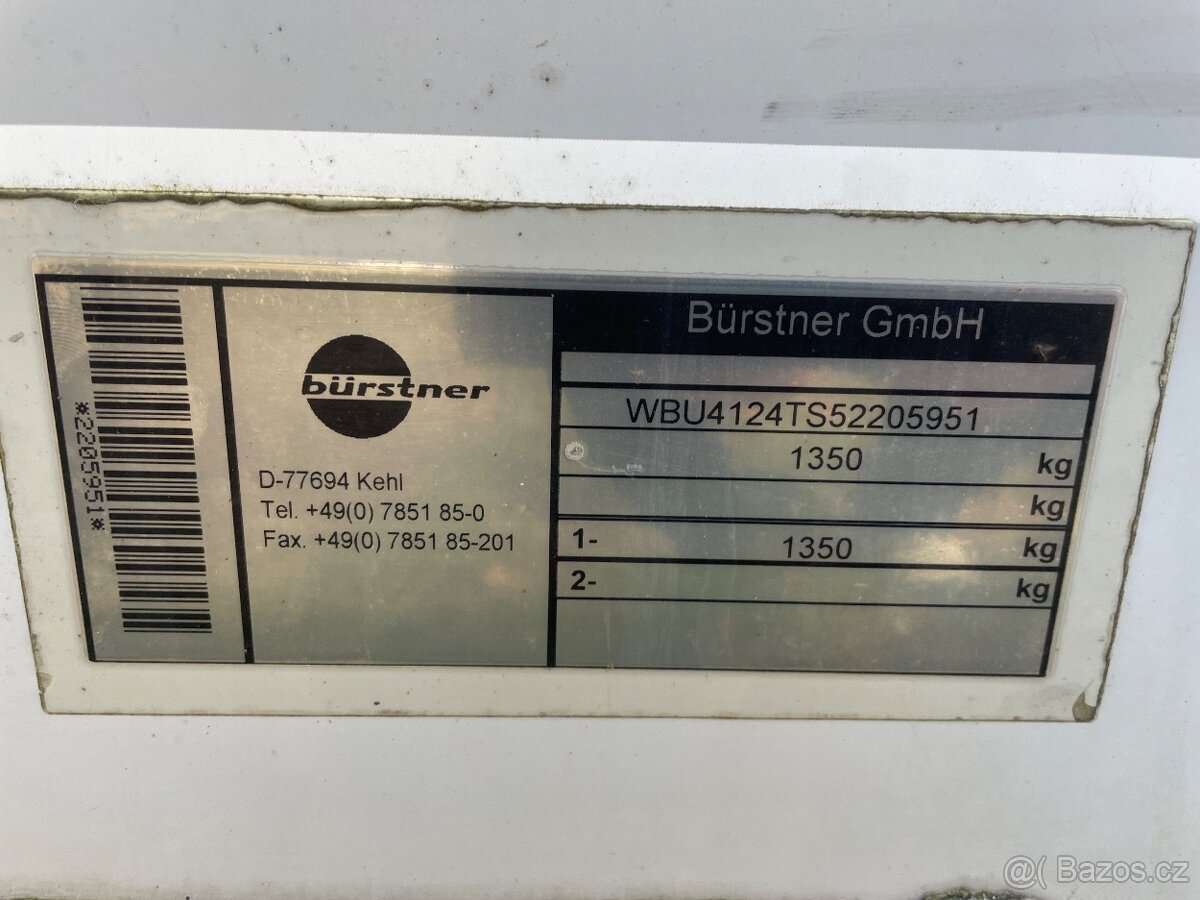 *2205951*
bürstner
D-77694 Kehl
Tel. +49(0) 7851 85-0
Fax. +49(0) 7851 85-201
Bürstner GmbH
WBU4124TS52205951
1350 kg
kg
1- 1350 kg
2- kg
@( Bazos.cz